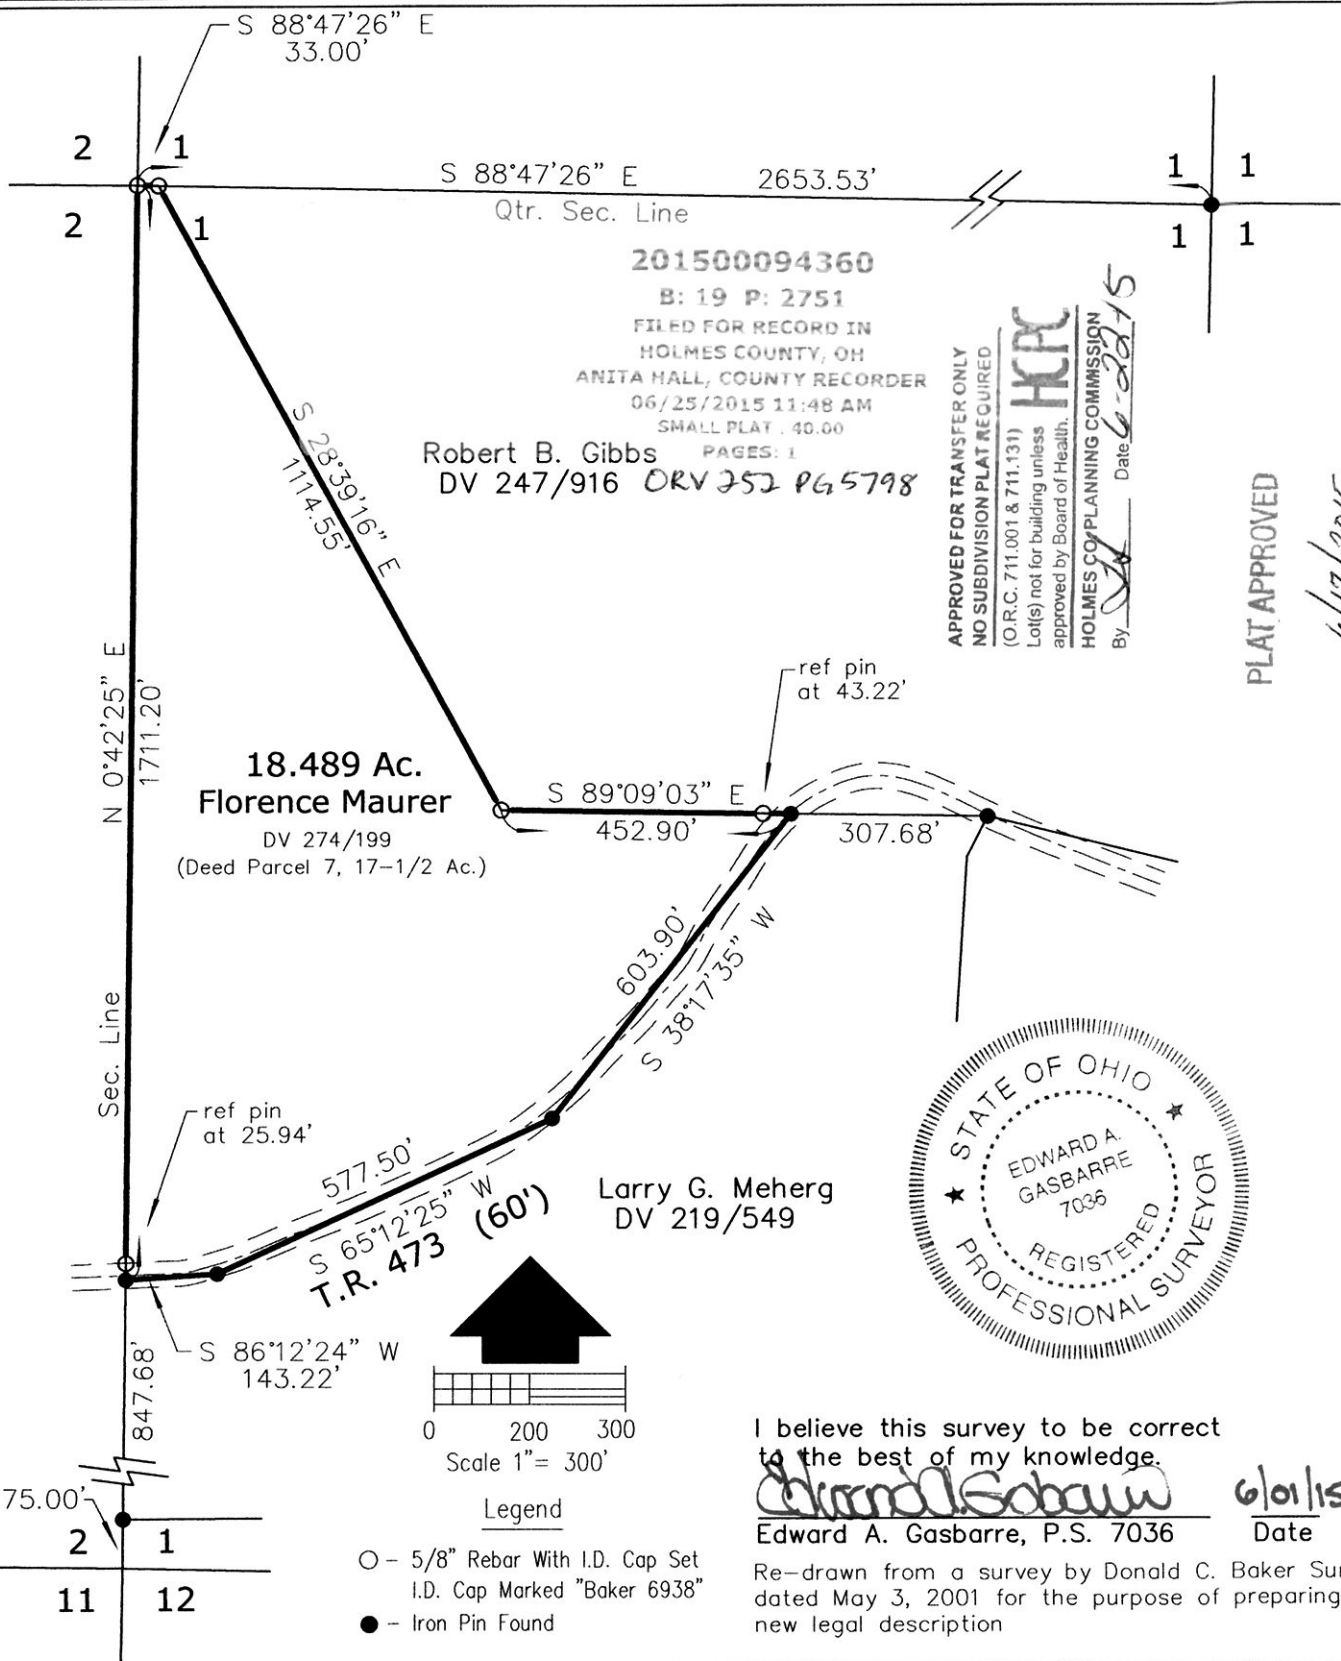 S 88°47'26" E
33.00'
2 1
2 1
S 88°47'26" E 2653.53'
Qtr. Sec. Line
1 1
1 1
201500094360
B: 19 P: 2751
FILED FOR RECORD IN
HOLMES COUNTY, OH
ANITA HALL, COUNTY RECORDER
06/25/2015 11:48 AM
SMALL PLAT . 40.00
PAGES: 1
Robert B. Gibbs
DV 247/916 ORV 252 PG 5798
APPROVED FOR TRANSFER ONLY
NO SUBDIVISION PLAT REQUIRED
(O.R.C. 711.001 & 711.131)
Lot(s) not for building unless
approved by Board of Health.
HCPC
HOLMES CO. PLANNING COMMISSION
By Date 6-22-15
PLAT APPROVED
S 28°39'16" E
1114.55'
N 0°42'25" E
1711.20'
Sec. Line
18.489 Ac.
Florence Maurer
DV 274/199
(Deed Parcel 7, 17-1/2 Ac.)
ref pin
at 43.22'
S 89°09'03" E
452.90'
307.68'
603.90'
S 38°17'35" W
ref pin
at 25.94'
577.50'
S 65°12'25" W
T.R. 473 (60')
Larry G. Meherg
DV 219/549
STATE OF OHIO
EDWARD A.
GASBARRE
7036
REGISTERED
PROFESSIONAL SURVEYOR
S 86°12'24" W
143.22'
847.68'
75.00'
2 1
11 12
0 200 300
Scale 1"= 300'
Legend
5/8" Rebar With I.D. Cap Set
I.D. Cap Marked "Baker 6938"
Iron Pin Found
I believe this survey to be correct
to the best of my knowledge.
Edward A. Gasbarre 6/01/15
Edward A. Gasbarre, P.S. 7036 Date
Re-drawn from a survey by Donald C. Baker Sur
dated May 3, 2001 for the purpose of preparing
new legal description